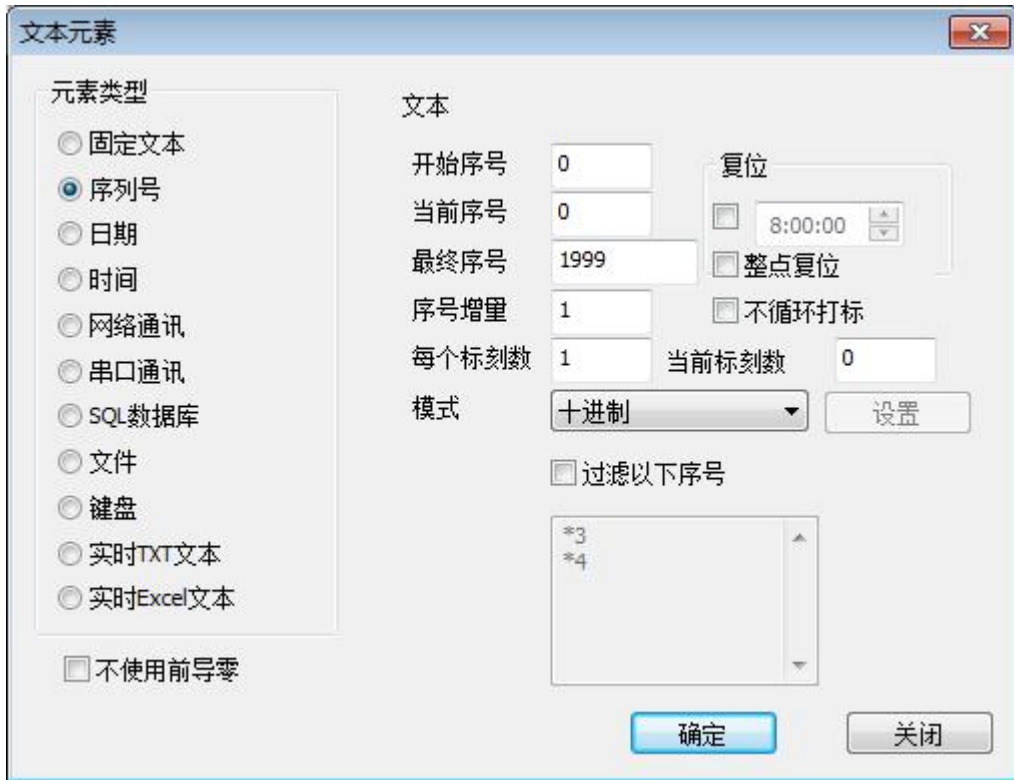 文本元素
元素类型
固定文本
序列号
日期
时间
网络通讯
串口通讯
SQL数据库
文件
键盘
实时TXT文本
实时Excel文本
不使用前导零
文本
开始序号 0
当前序号 0
最终序号 1999
序号增量 1
每个标刻数 1 当前标刻数 0
模式 十进制 设置
复位
8:00:00
整点复位
不循环打标
过滤以下序号
*3
*4
确定 关闭